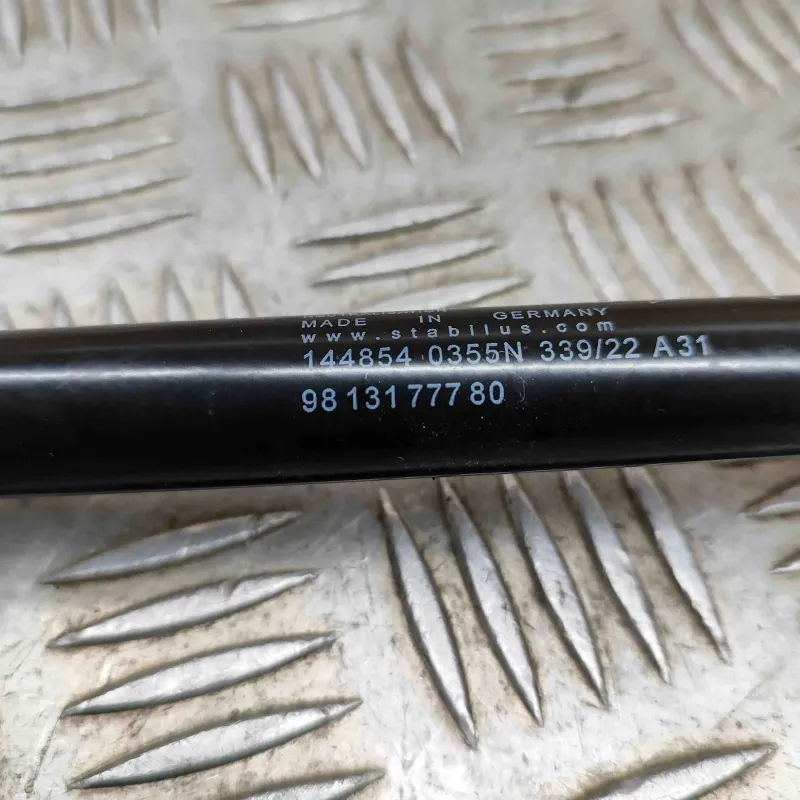 MADE IN GERMANY
www.stabilus.com
144854 0355N 339/22 A31
98 131 777 80